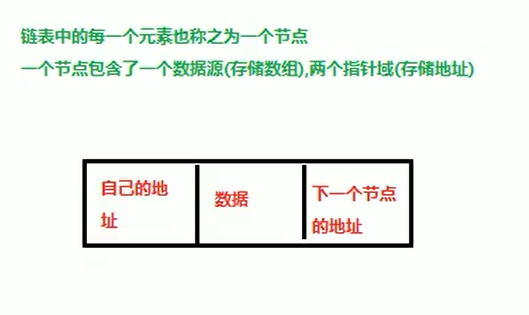 链表中的每一个元素也称之为一个节点
一个节点包含了一个数据源(存储数组),两个指针域(存储地址)
自己的地
址
数据
下一个节点
的地址